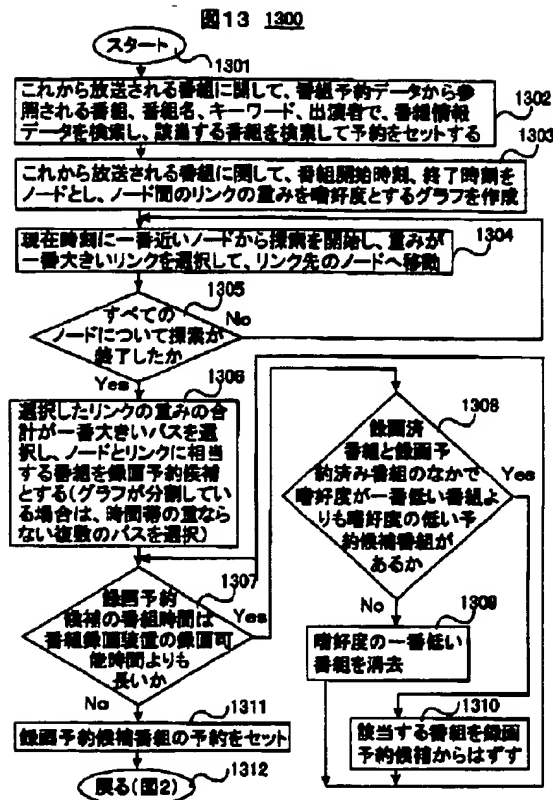 図13 1300
スタート
1301
これから放送される番組に関して、番組予約データから参
照される番組、番組名、キーワード、出演者で、番組情報
データを検索し、該当する番組を検索して予約をセットする
1302
1303
これから放送される番組に関して、番組開始時刻、終了時刻を
ノードとし、ノード間のリンクの重みを嗜好度とするグラフを作成
現在時刻に一番近いノードから探索を開始し、重みが
一番大きいリンクを選択して、リンク先のノードへ移動
1304
1305
すべての
ノードについて探索が
終了したか
No
Yes
1306
選択したリンクの重みの合
計が一番大きいパスを選
択し、ノードとリンクに相当
する番組を録画予約候補
とする(グラフが分割してい
る場合は、時間帯の重なら
ない複数のパスを選択)
1307
録画予約
候補の番組時間は
番組録画装置の録画可
能時間よりも
長いか
Yes
No
1308
録画済
番組と録画予
約済み番組のなかで
嗜好度が一番低い番組よ
りも嗜好度の低い予
約候補番組が
あるか
Yes
No
1309
嗜好度の一番低い
番組を消去
1310
該当する番組を録画
予約候補からはずす
1311
録画予約候補番組の予約をセット
戻る(図2)
1312